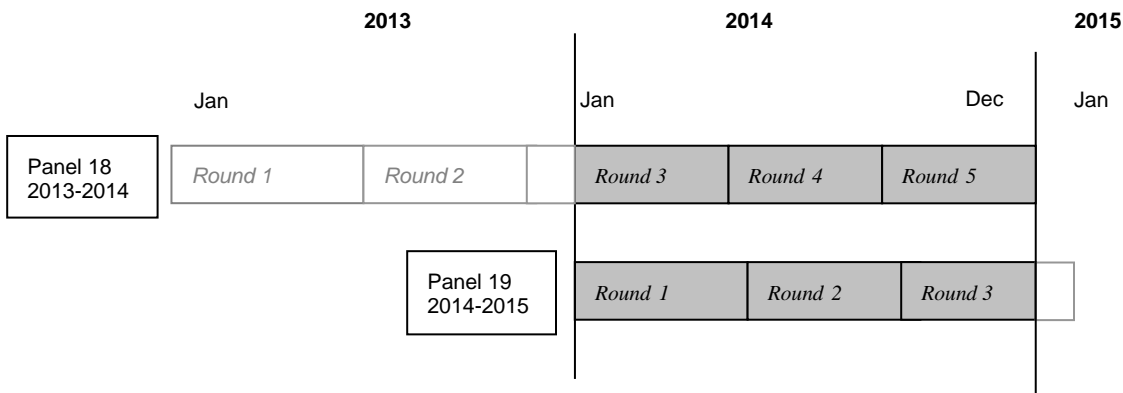 2013 2014 2015
Jan Jan Dec Jan
Panel 18
2013-2014
Round 1 Round 2 Round 3 Round 4 Round 5
Panel 19
2014-2015
Round 1 Round 2 Round 3